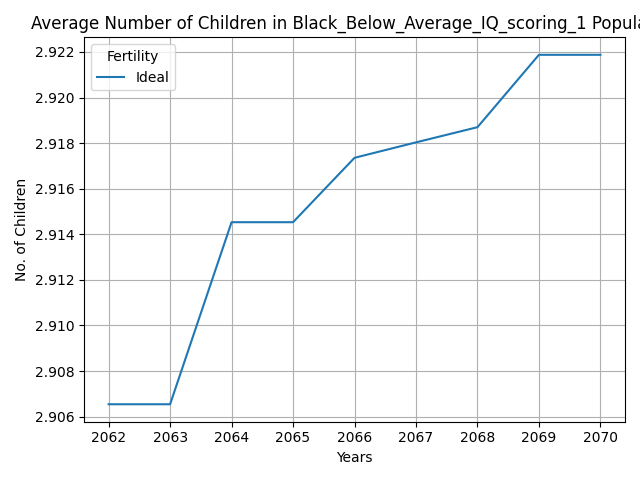 Average Number of Children in Black_Below_Average_IQ_scoring_1 Popula
Fertility
Ideal
2.922
2.920
2.918
2.916
2.914
2.912
2.910
2.908
2.906
No. of Children
2062 2063 2064 2065 2066 2067 2068 2069 2070
Years